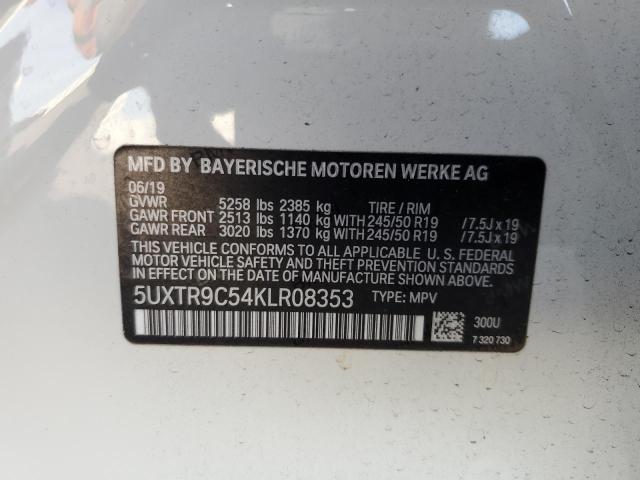 MFD BY BAYERISCHE MOTOREN WERKE AG
06/19
GVWR 5258 lbs 2385 kg TIRE / RIM
GAWR FRONT 2513 lbs 1140 kg WITH 245/50 R19 / 7.5J x 19
GAWR REAR 3020 lbs 1370 kg WITH 245/50 R19 / 7.5J x 19
THIS VEHICLE CONFORMS TO ALL APPLICABLE U. S. FEDERAL
MOTOR VEHICLE SAFETY AND THEFT PREVENTION STANDARDS
IN EFFECT ON THE DATE OF MANUFACTURE SHOWN ABOVE.
5UXTR9C54KLR08353 TYPE: MPV
300U
7 320 730